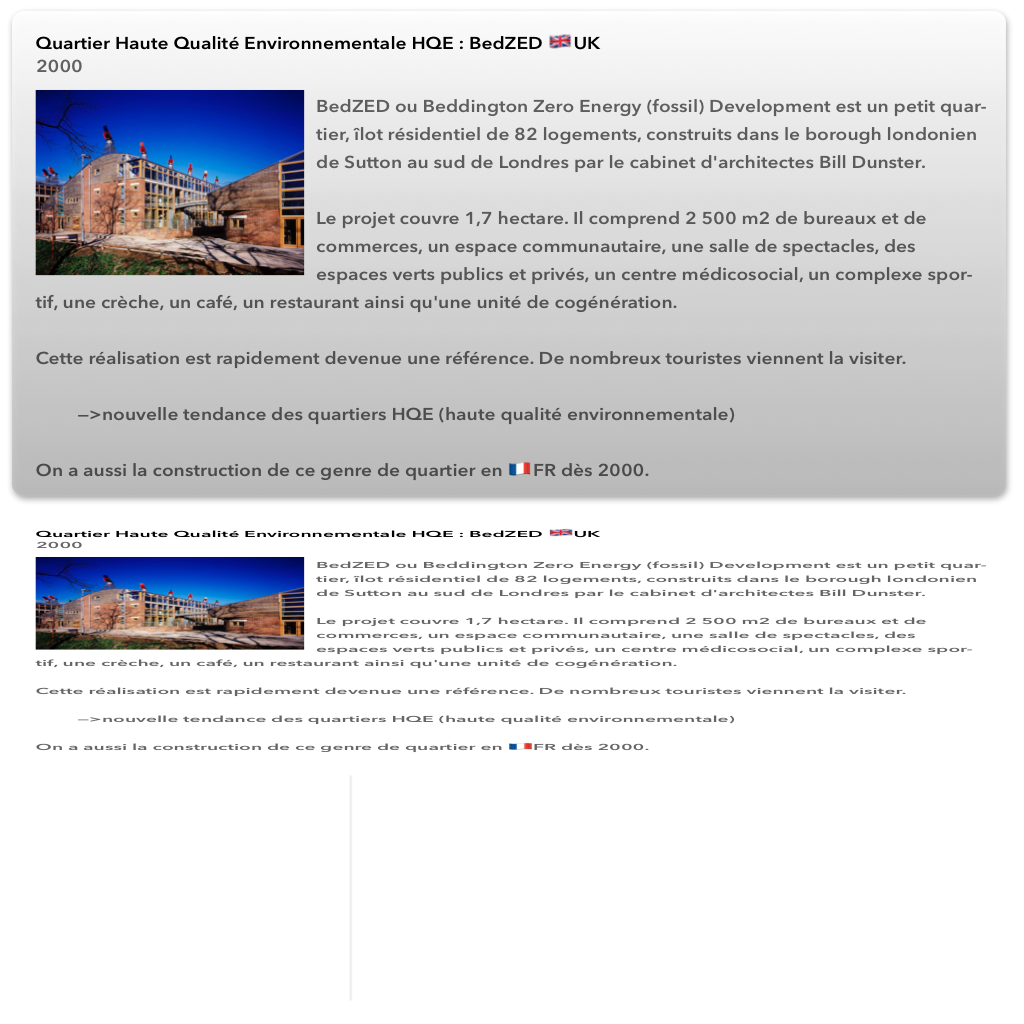 Quartier Haute Qualité Environnementale HQE : BedZED 🇬🇧UK
2000
BedZED ou Beddington Zero Energy (fossil) Development est un petit quar-
tier, îlot résidentiel de 82 logements, construits dans le borough londonien
de Sutton au sud de Londres par le cabinet d'architectes Bill Dunster.
Le projet couvre 1,7 hectare. Il comprend 2 500 m2 de bureaux et de
commerces, un espace communautaire, une salle de spectacles, des
espaces verts publics et privés, un centre médicosocial, un complexe spor-
tif, une crèche, un café, un restaurant ainsi qu'une unité de cogénération.
Cette réalisation est rapidement devenue une référence. De nombreux touristes viennent la visiter.
—>nouvelle tendance des quartiers HQE (haute qualité environnementale)
On a aussi la construction de ce genre de quartier en 🇫🇷FR dès 2000.
Quartier Haute Qualité Environnementale HQE : BedZED 🇬🇧UK
2000
BedZED ou Beddington Zero Energy (fossil) Development est un petit quar-
tier, îlot résidentiel de 82 logements, construits dans le borough londonien
de Sutton au sud de Londres par le cabinet d'architectes Bill Dunster.
Le projet couvre 1,7 hectare. Il comprend 2 500 m2 de bureaux et de
commerces, un espace communautaire, une salle de spectacles, des
espaces verts publics et privés, un centre médicosocial, un complexe spor-
tif, une crèche, un café, un restaurant ainsi qu'une unité de cogénération.
Cette réalisation est rapidement devenue une référence. De nombreux touristes viennent la visiter.
—>nouvelle tendance des quartiers HQE (haute qualité environnementale)
On a aussi la construction de ce genre de quartier en 🇫🇷FR dès 2000.